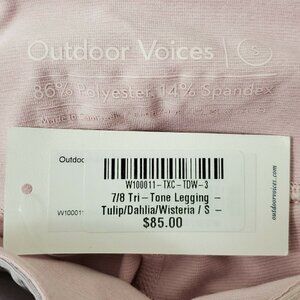 Outdoor Voices S
86% Polyester 14% Spandex
Outdoo
W100011-TXC-TDW-3
W10001
7/8 Tri-Tone Legging -
Tulip/Dahlia/Wisteria / S -
$85.00
outdoorvoices.com